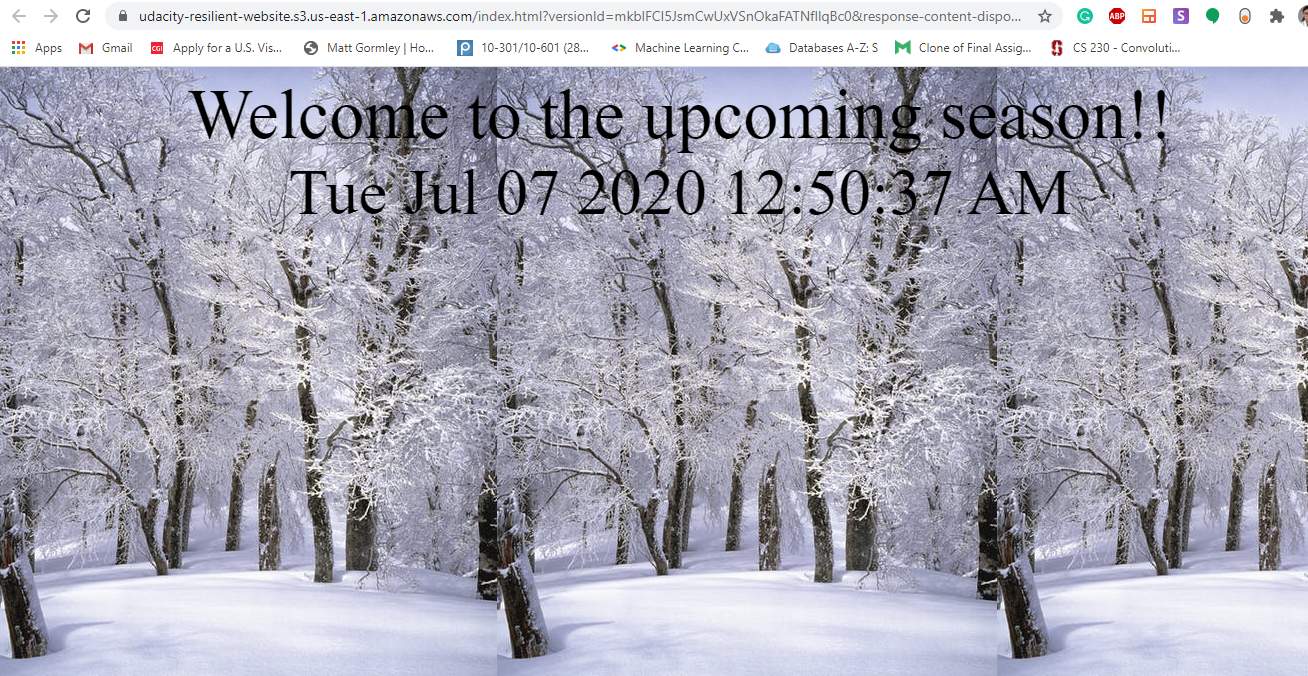 udacity-resilient-website.s3.us-east-1.amazonaws.com/index.html?versionId=mkbIFCI5JsmCwUxVSnOkaFATNflIqBc0&response-content-dispo...
ABP S
Apps Gmail CGI Apply for a U.S. Vis... Matt Gormley | Ho... P 10-301/10-601 (28... Machine Learning C... Databases A-Z: S Clone of Final Assig... S CS 230 - Convoluti...
Welcome to the upcoming season!!
Tue Jul 07 2020 12:50:37 AM